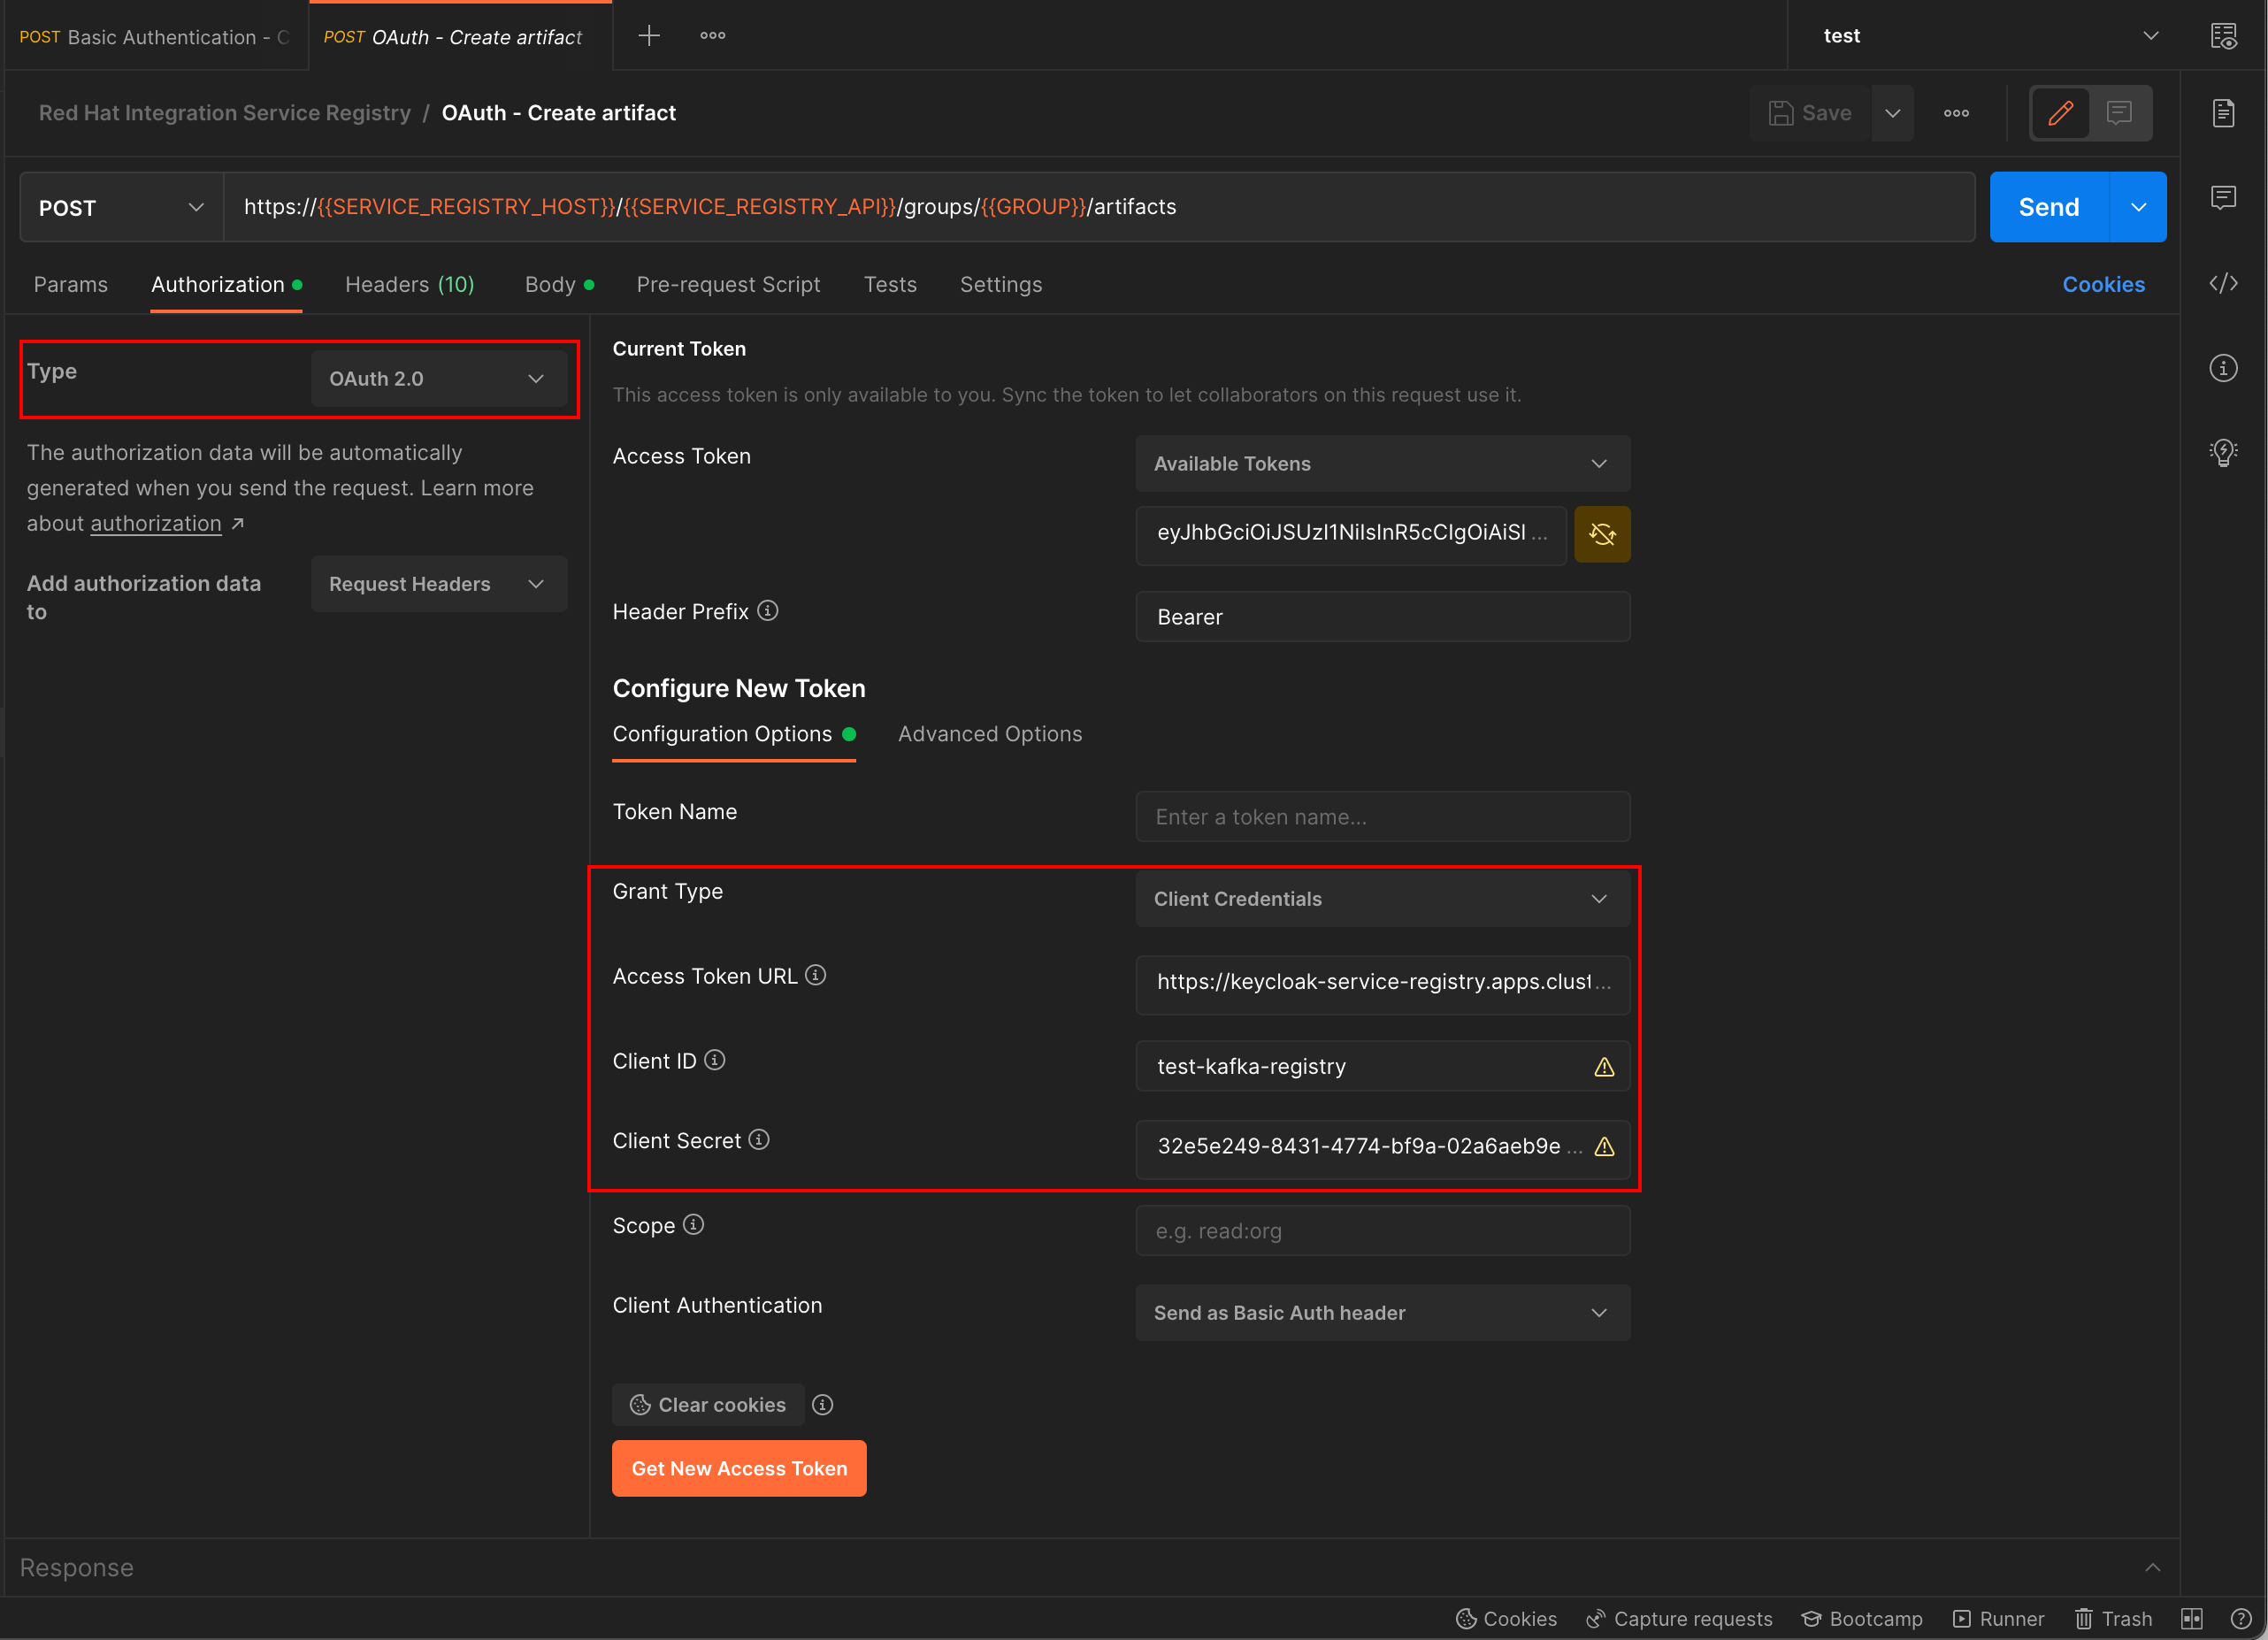 POST Basic Authentication - C
POST OAuth - Create artifact
test
Red Hat Integration Service Registry / OAuth - Create artifact
Save
POST
https://{{SERVICE_REGISTRY_HOST}}/{{SERVICE_REGISTRY_API}}/groups/{{GROUP}}/artifacts
Send
Params
Authorization
Headers (10)
Body
Pre-request Script
Tests
Settings
Cookies
Type
OAuth 2.0
The authorization data will be automatically
generated when you send the request. Learn more
about authorization ↗
Add authorization data
to
Request Headers
Current Token
This access token is only available to you. Sync the token to let collaborators on this request use it.
Access Token
Available Tokens
eyJhbGciOiJSUzI1NiIsInR5cCIgOiAiSl ...
Header Prefix
Bearer
Configure New Token
Configuration Options
Advanced Options
Token Name
Enter a token name...
Grant Type
Client Credentials
Access Token URL
https://keycloak-service-registry.apps.clust...
Client ID
test-kafka-registry
Client Secret
32e5e249-8431-4774-bf9a-02a6aeb9e ...
Scope
e.g. read:org
Client Authentication
Send as Basic Auth header
Clear cookies
Get New Access Token
Response
Cookies
Capture requests
Bootcamp
Runner
Trash